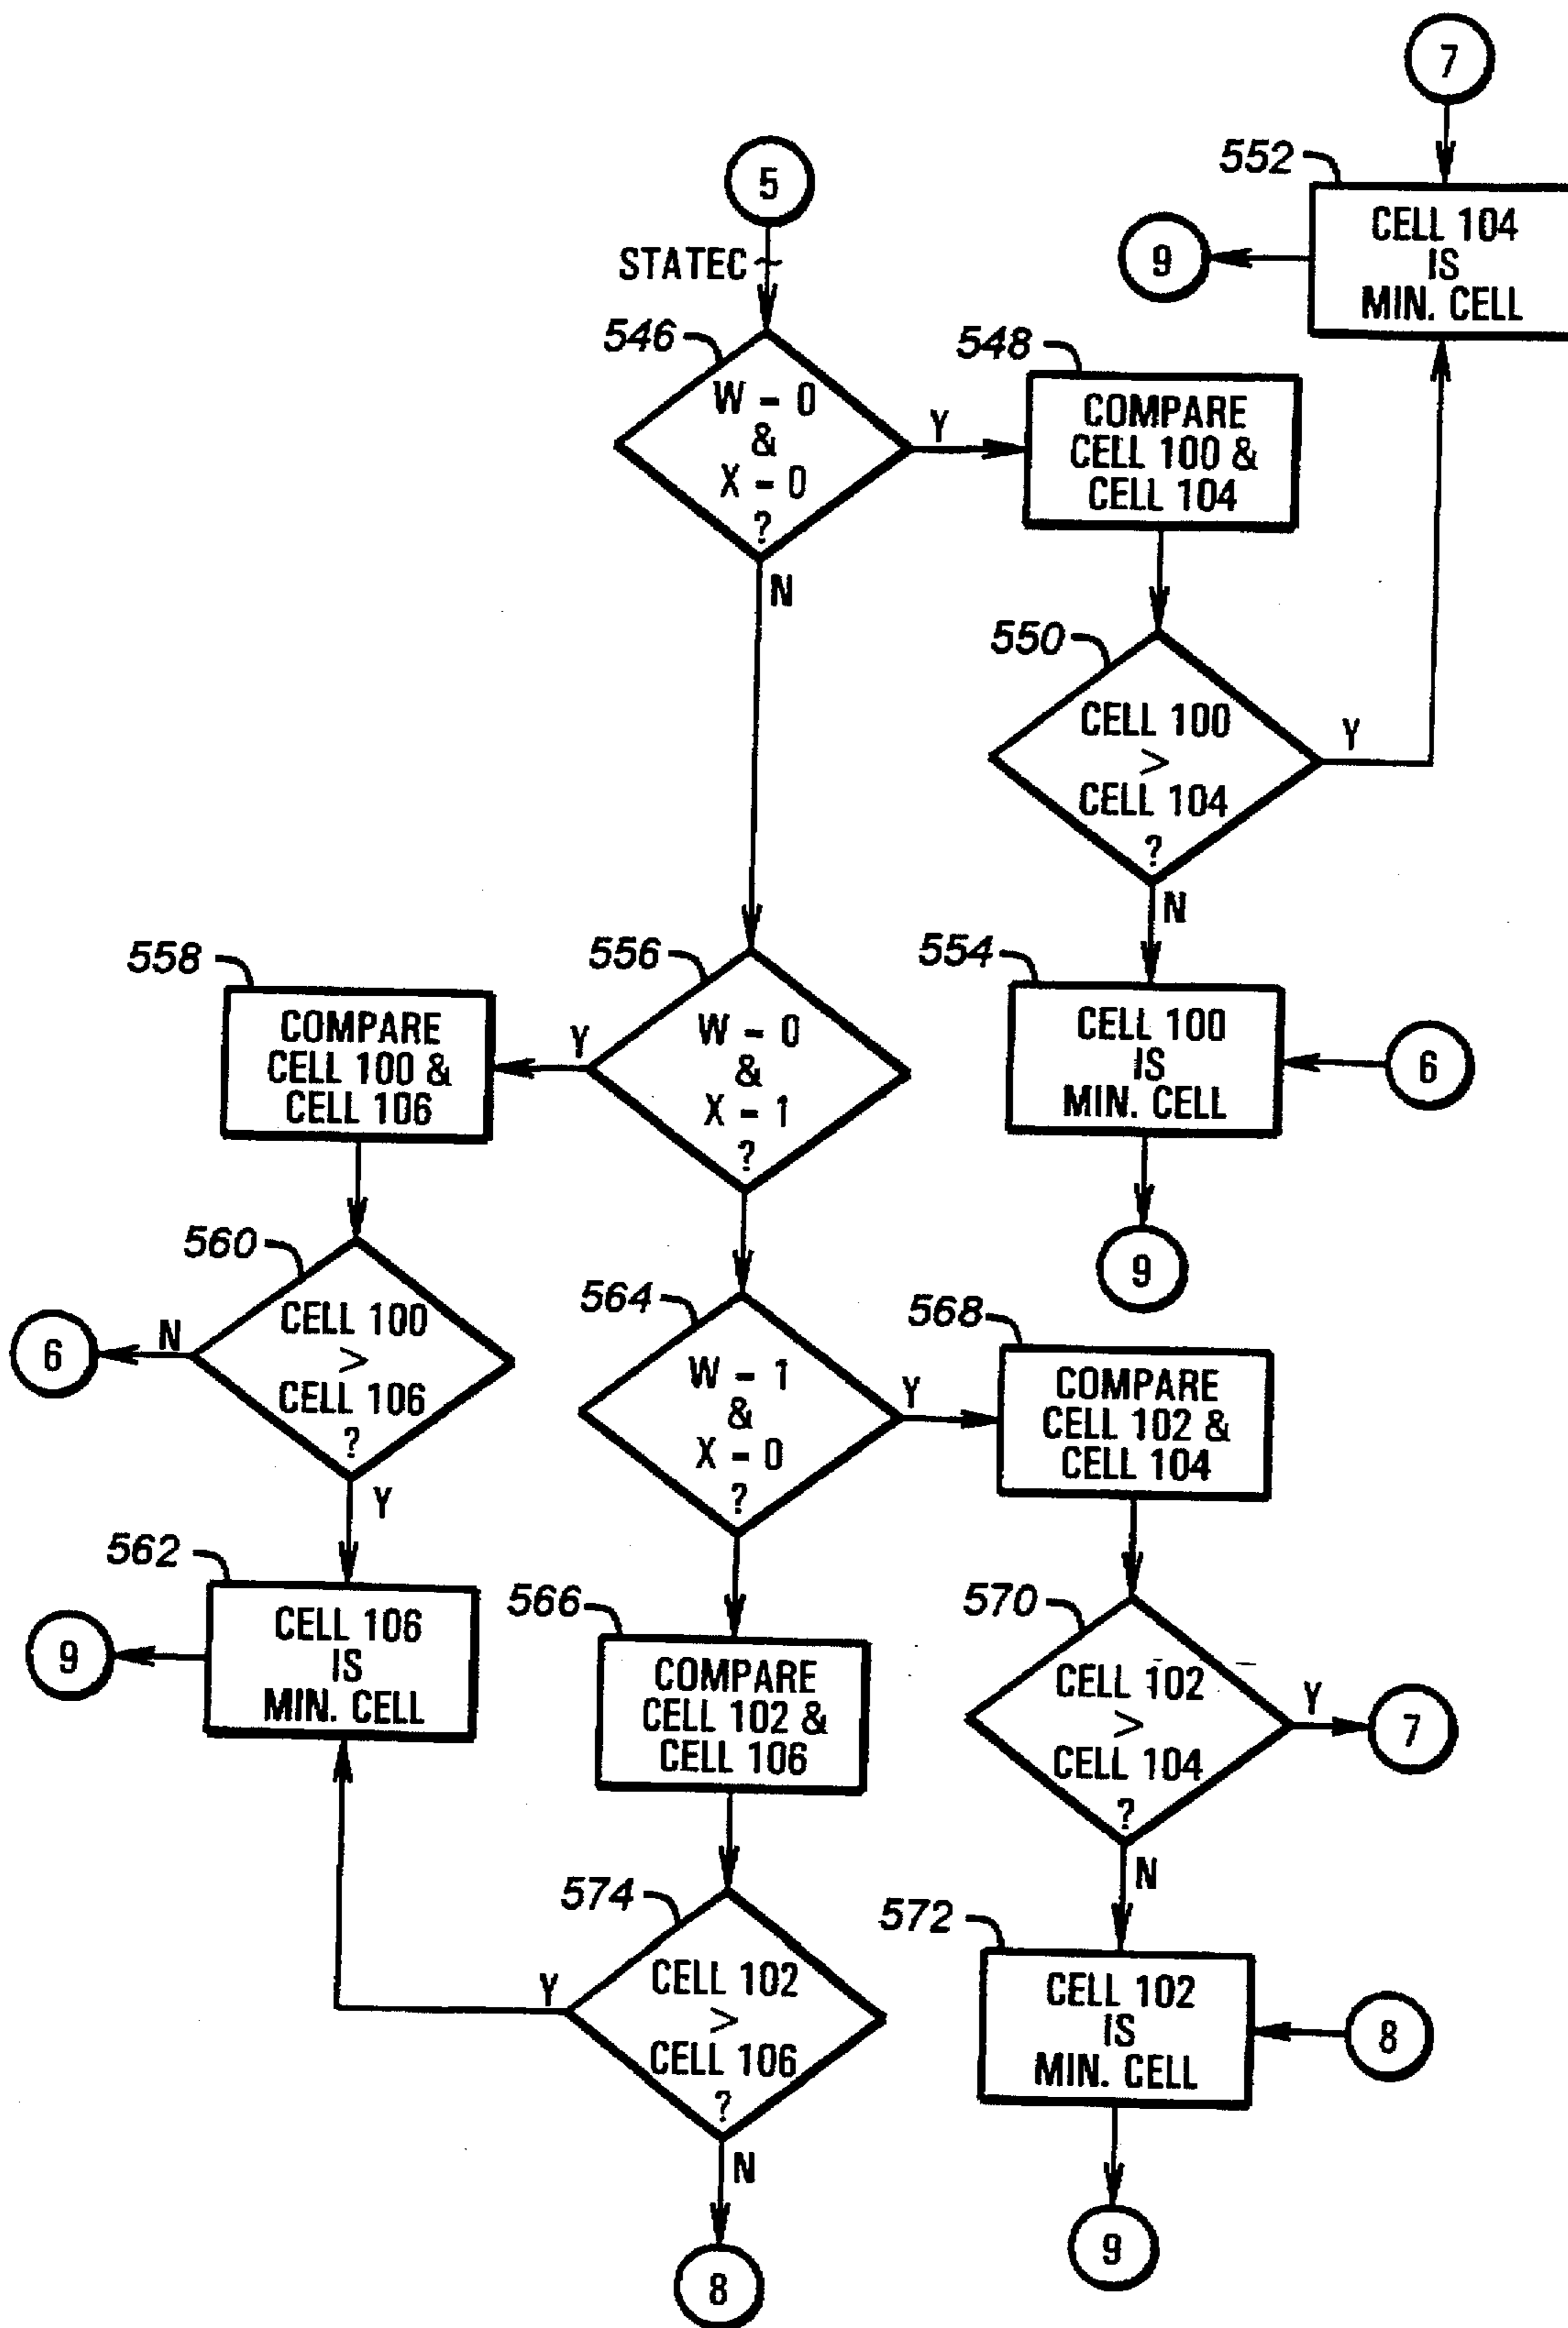 7
552
CELL 104
IS
MIN. CELL
9
5
STATEC
546
W = 0
&
X = 0
?
Y
N
548
COMPARE
CELL 100 &
CELL 104
550
CELL 100
>
CELL 104
?
Y
N
554
CELL 100
IS
MIN. CELL
6
9
556
W = 0
&
X = 1
?
Y
558
COMPARE
CELL 100 &
CELL 106
560
CELL 100
>
CELL 106
?
N
6
Y
562
CELL 106
IS
MIN. CELL
9
564
W = 1
&
X = 0
?
Y
568
COMPARE
CELL 102 &
CELL 104
570
CELL 102
>
CELL 104
?
Y
7
N
566
COMPARE
CELL 102 &
CELL 106
574
CELL 102
>
CELL 106
?
Y
N
8
572
CELL 102
IS
MIN. CELL
8
9